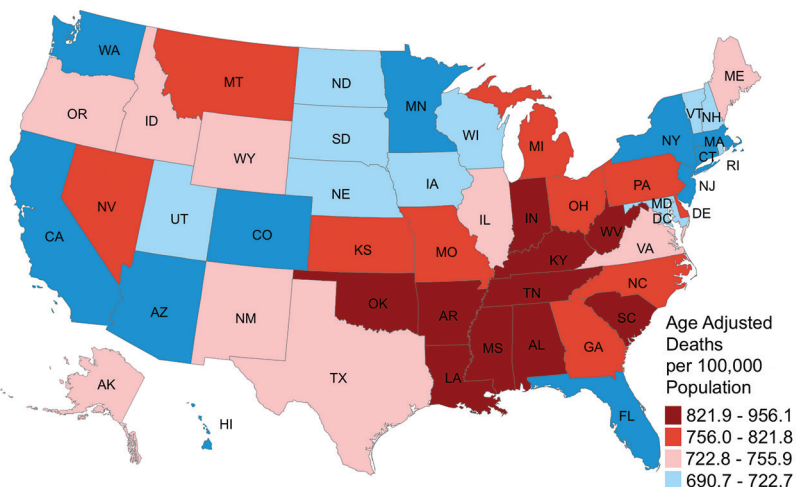 WA
MT
ND
MN
ME
OR
ID
SD
WI
VT
NH
WY
MI
NY
MA
CT
RI
NE
IA
PA
NJ
NV
UT
CO
IL
IN
OH
MD
DC
DE
CA
KS
MO
WV
VA
KY
AZ
NM
OK
AR
TN
NC
SC
MS
AL
GA
TX
LA
AK
HI
FL
Age Adjusted
Deaths
per 100,000
Population
821.9 - 956.1
756.0 - 821.8
722.8 - 755.9
690.7 - 722.7